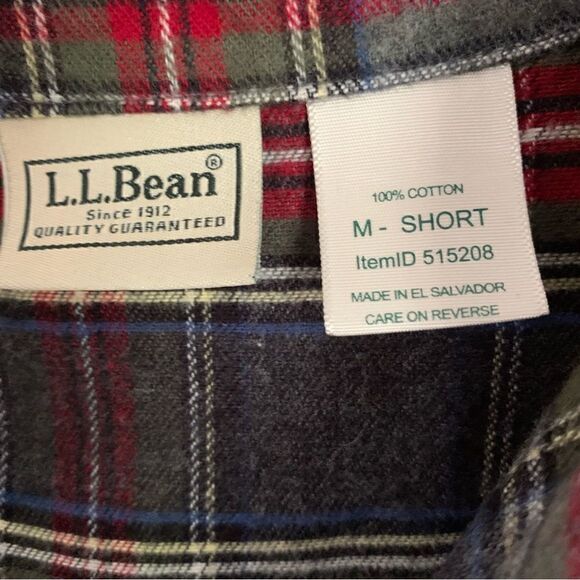 L.L.Bean®
Since 1912
QUALITY GUARANTEED
100% COTTON
M - SHORT
ItemID 515208
MADE IN EL SALVADOR
CARE ON REVERSE